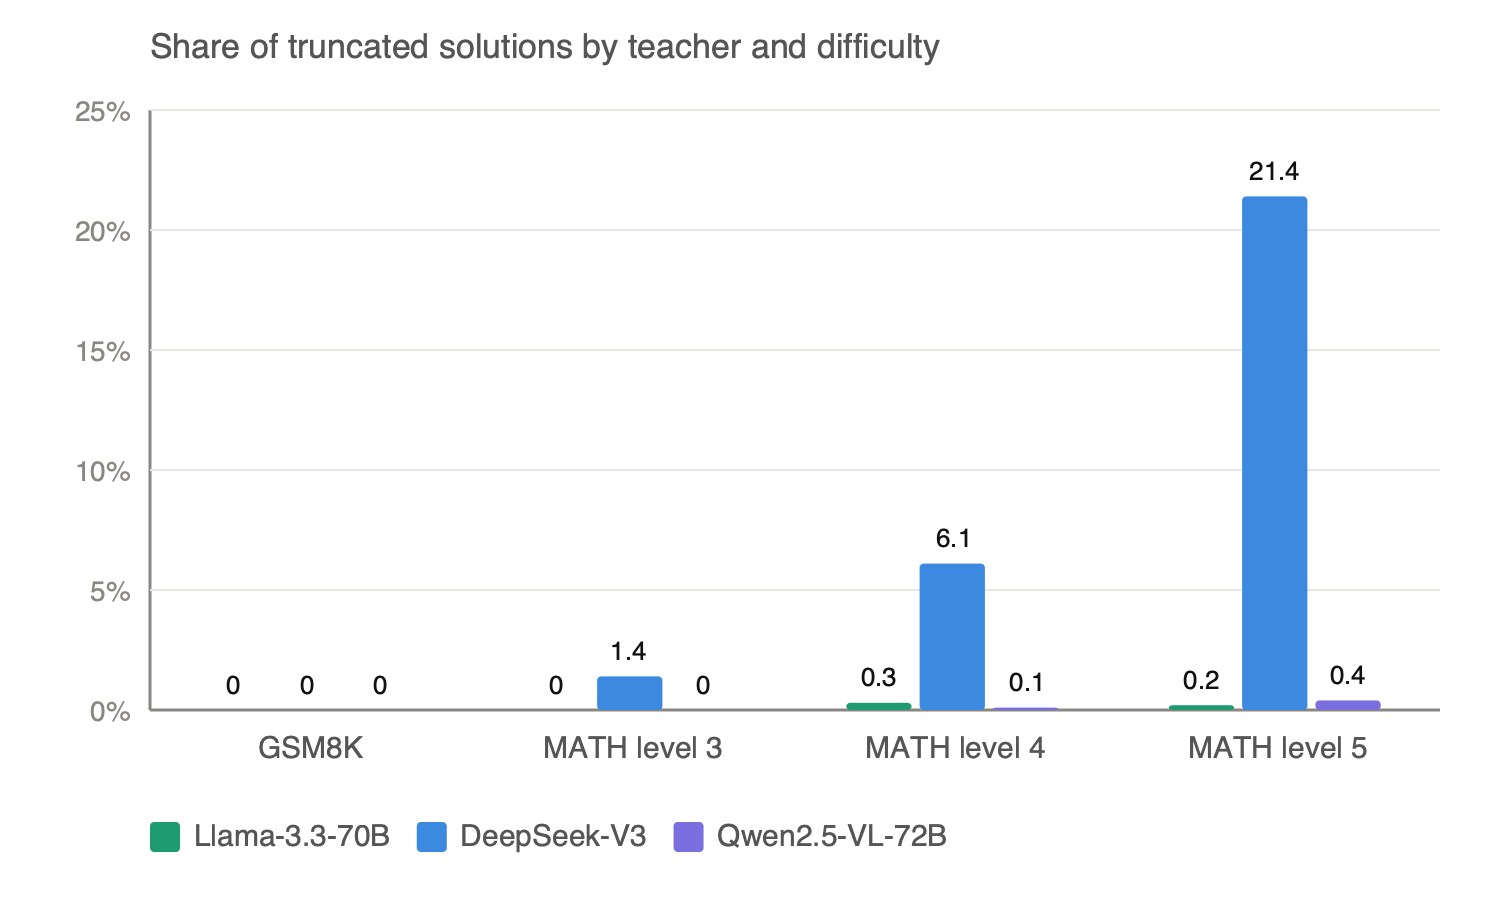 Share of truncated solutions by teacher and difficulty
25%
20%
15%
10%
5%
0%
0 0 0
0 1.4 0
0.3 6.1 0.1
0.2 21.4 0.4
GSM8K MATH level 3 MATH level 4 MATH level 5
Llama-3.3-70B DeepSeek-V3 Qwen2.5-VL-72B